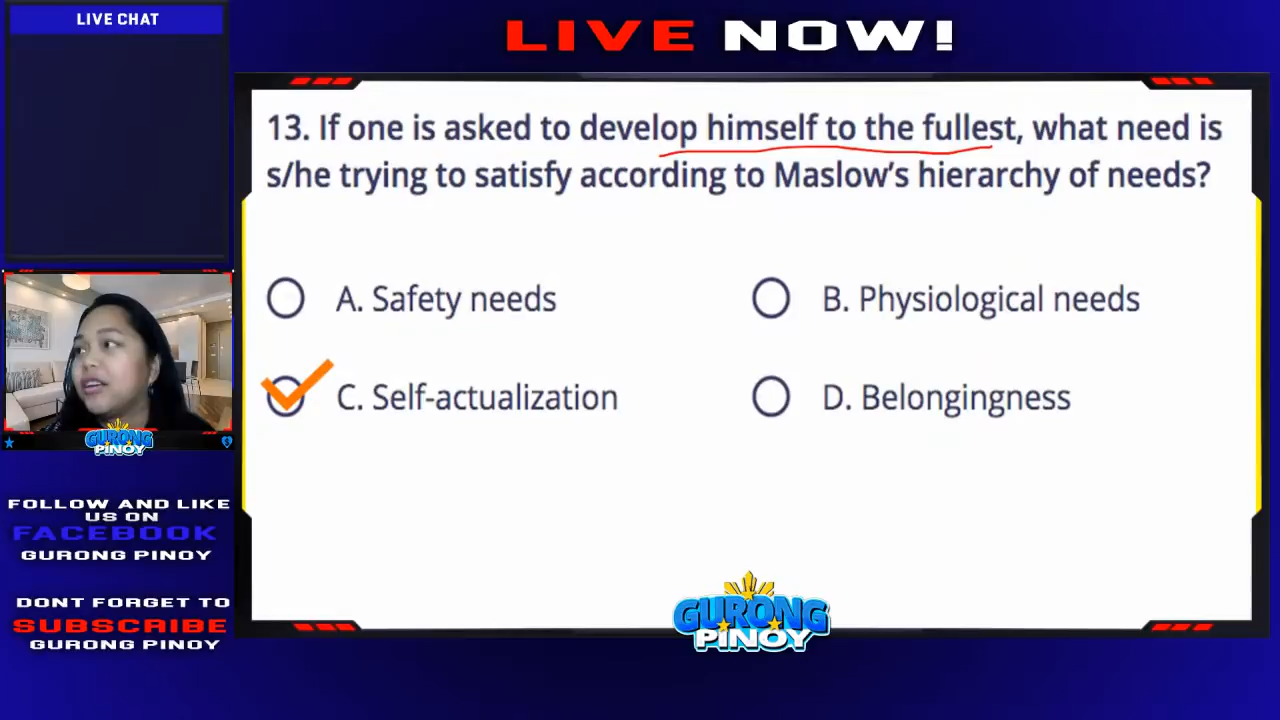 LIVE CHAT
LIVE NOW!
13. If one is asked to develop himself to the fullest, what need is
s/he trying to satisfy according to Maslow's hierarchy of needs?
A. Safety needs
B. Physiological needs
C. Self-actualization
D. Belongingness
GURONG
PINOY
FOLLOW AND LIKE
US ON
FACEBOOK
GURONG PINOY
DONT FORGET TO
SUBSCRIBE
GURONG PINOY
GURONG
PINOY